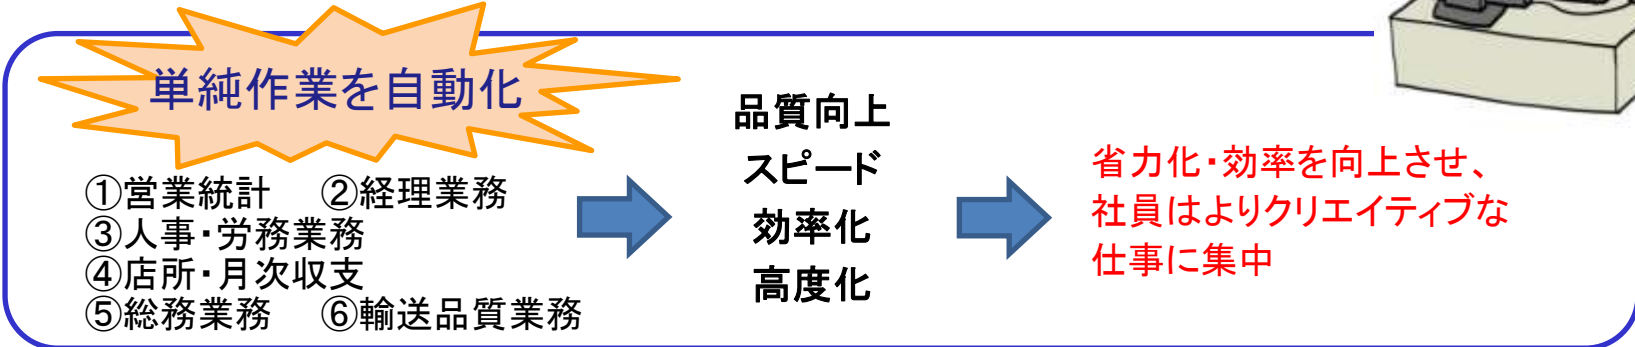 単純作業を自動化
①営業統計　②経理業務
③人事・労務業務
④店所・月次収支
⑤総務業務　⑥輸送品質業務
品質向上
スピード
効率化
高度化
省力化・効率を向上させ、
社員はよりクリエイティブな
仕事に集中